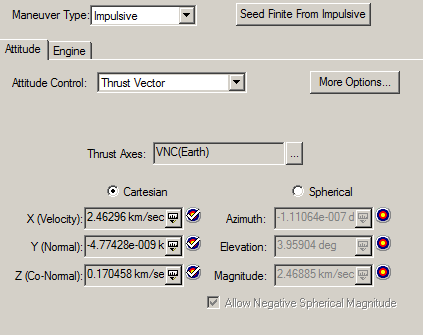 Maneuver Type: Impulsive Seed Finite From Impulsive
Attitude Engine
Attitude Control: Thrust Vector More Options...
Thrust Axes: VNC(Earth) ...
Cartesian Spherical
X (Velocity): 2.46296 km/sec Azimuth: -1.11064e-007 d
Y (Normal): -4.77428e-009 k Elevation: 3.95904 deg
Z (Co-Normal): 0.170458 km/se Magnitude: 2.46885 km/sec
Allow Negative Spherical Magnitude